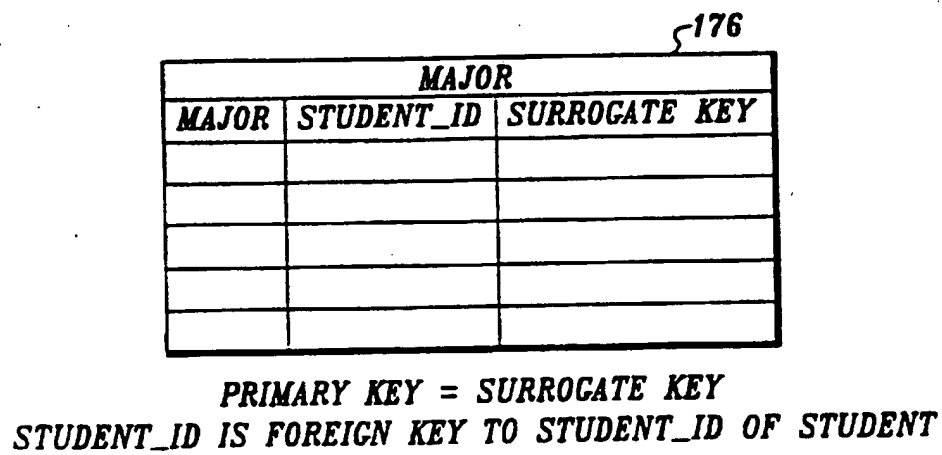 176
MAJOR
MAJOR STUDENT_ID SURROGATE KEY
PRIMARY KEY = SURROGATE KEY
STUDENT_ID IS FOREIGN KEY TO STUDENT_ID OF STUDENT